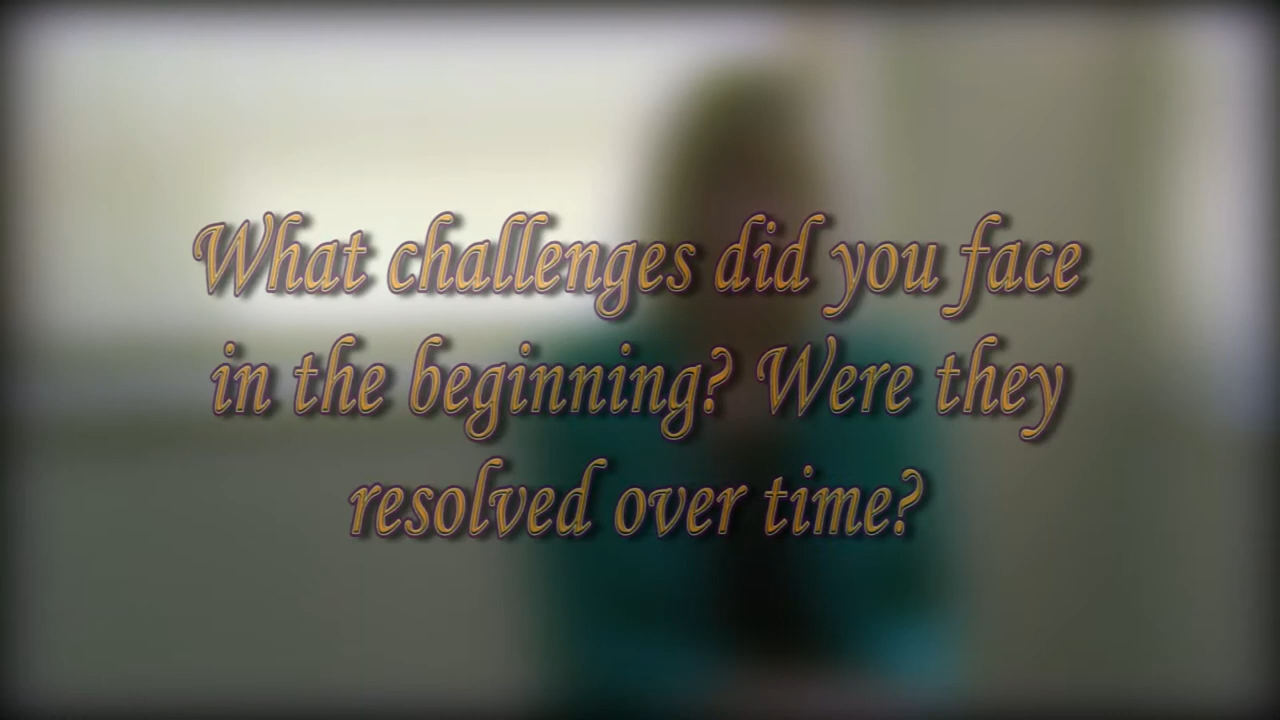 What challenges did you face
in the beginning? Were they
resolved over time?